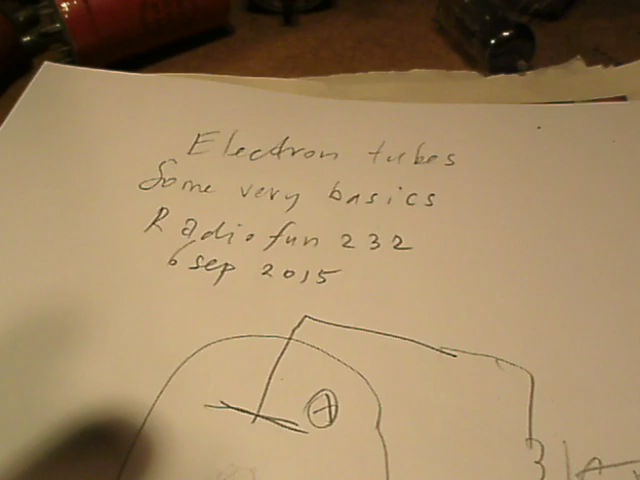 Electron tubes
Some very basics
Radiofun 232
6 sep 2015
+